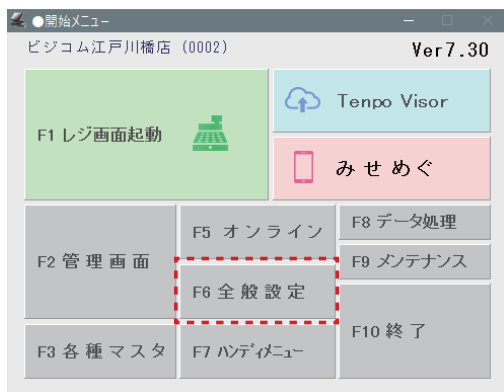 ●開始メニュー
ビジコム江戸川橋店 (0002)
Ver7.30
F1 レジ画面起動
Tenpo Visor
みせめぐ
F2 管理画面
F5 オンライン
F8 データ処理
F9 メンテナンス
F6 全般設定
F10 終了
F3 各種マスタ
F7 ハンディメニュー